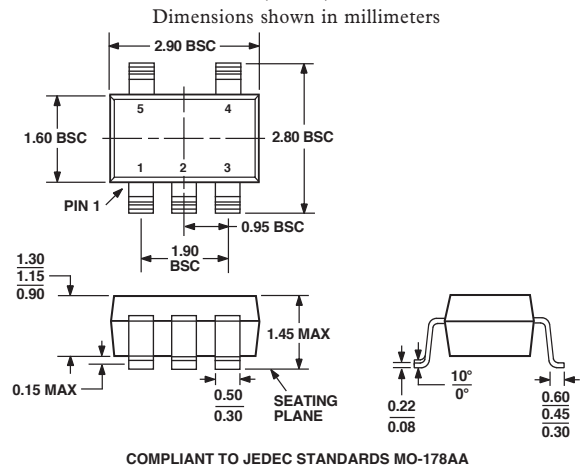 Dimensions shown in millimeters
2.90 BSC
5 4
1.60 BSC
2.80 BSC
1 2 3
PIN 1
0.95 BSC
1.90
BSC
1.30
1.15
0.90
1.45 MAX
0.15 MAX
0.50
0.30
SEATING
PLANE
0.22
0.08
10°
0°
0.60
0.45
0.30
COMPLIANT TO JEDEC STANDARDS MO-178AA